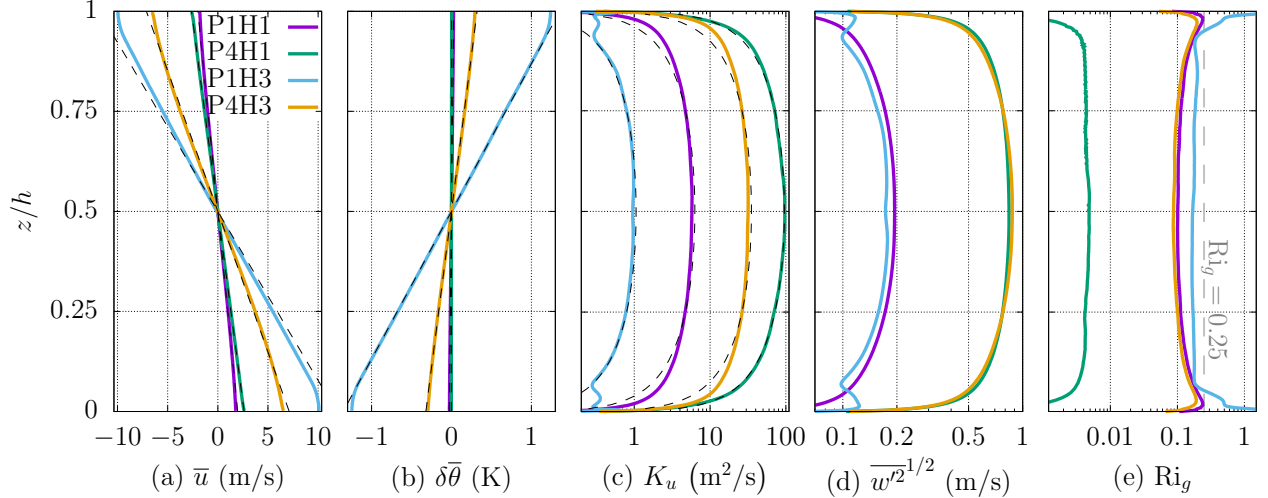 P1H1
P4H1
P1H3
P4H3
z/h
1
0.75
0.5
0.25
0
−10 −5 0 5 10
−1 0 1
1 10 100
0.1 0.2 0.5 1
0.01 0.1 1
Ri_g = 0.25
(a) u̅ (m/s)
(b) δθ̅ (K)
(c) K_u (m²/s)
(d) \overline{w'^2}^{1/2} (m/s)
(e) Ri_g